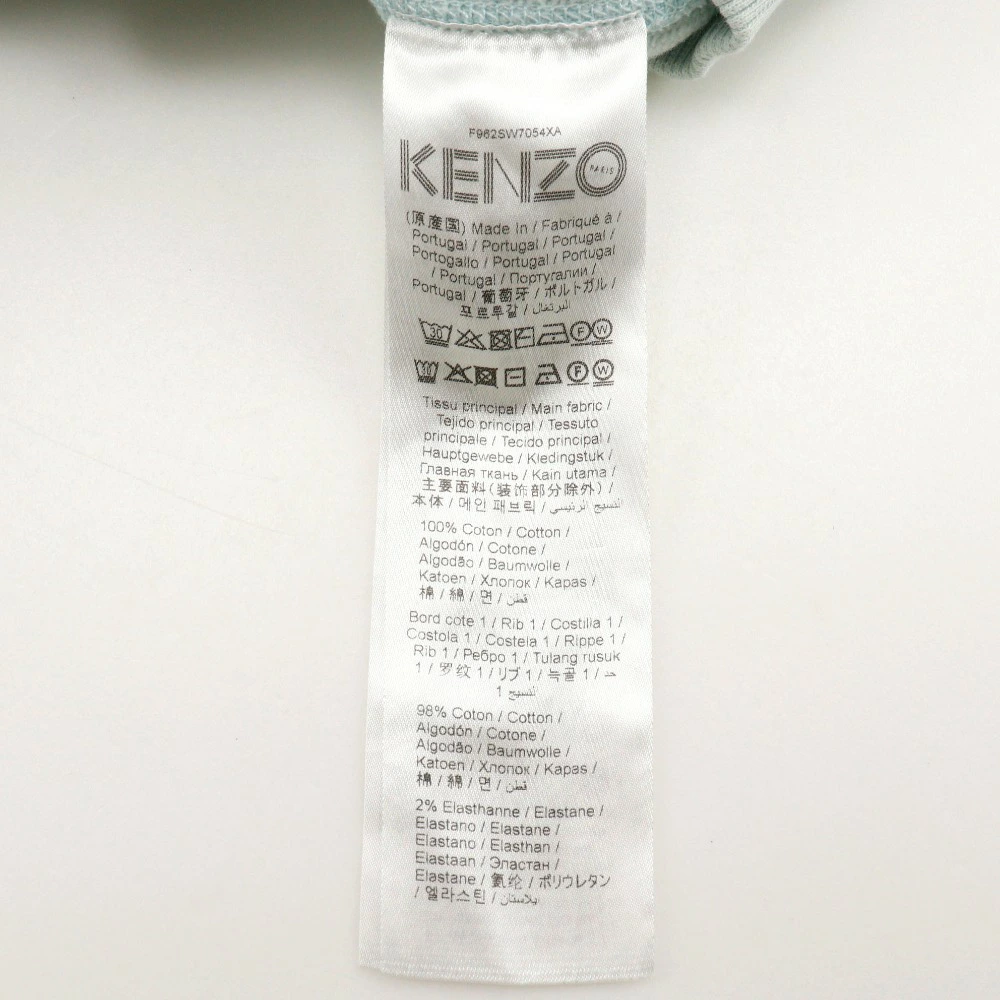 F962SW7054XA
KENZO
PARIS
(原産国) Made In / Fabriqué à /
Portugal / Portugal / Portugal /
Portogallo / Portugal / Portugal
/ Portugal / Португалии /
Portugal / 葡萄牙 / ポルトガル /
포르투갈 / البرتغال
30 F W
30 F W
Tissu principal / Main fabric /
Tejido principal / Tessuto
principale / Tecido principal /
Hauptgewebe / Kledingstuk /
Главная ткань / Kain utama /
主要面料(装饰部分除外) /
本体 / 메인 패브릭 / النسيج الرئيسي
100% Coton / Cotton /
Algodón / Cotone /
Algodão / Baumwolle /
Katoen / Хлопок / Kapas /
棉 / 綿 / 면 / قطن
Bord cote 1 / Rib 1 / Costilla 1 /
Costola 1 / Costela 1 / Rippe 1 /
Rib 1 / Ребро 1 / Tulang rusuk
1 / 罗纹 1 / リブ 1 / 늑골 1 / حد
النسيج 1
98% Coton / Cotton /
Algodón / Cotone /
Algodão / Baumwolle /
Katoen / Хлопок / Kapas /
棉 / 綿 / 면 / قطن
2% Elasthanne / Elastane /
Elastano / Elastane /
Elastano / Elasthan /
Elastaan / Эластан /
Elastane / 氨纶 / ポリウレタン
/ 엘라스틴 / إيلاستان